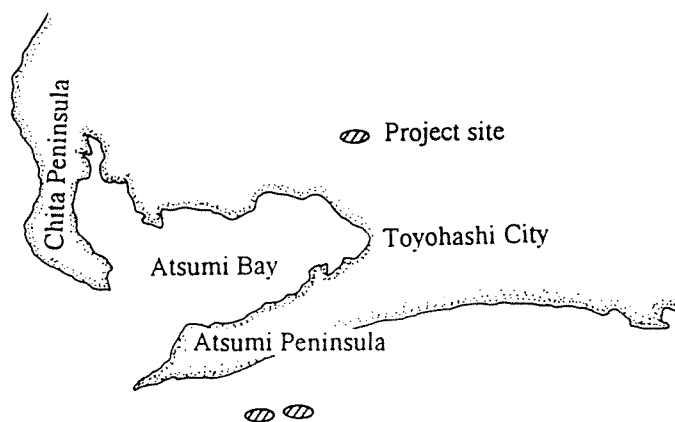 Project site
Chita Peninsula
Toyohashi City
Atsumi Bay
Atsumi Peninsula